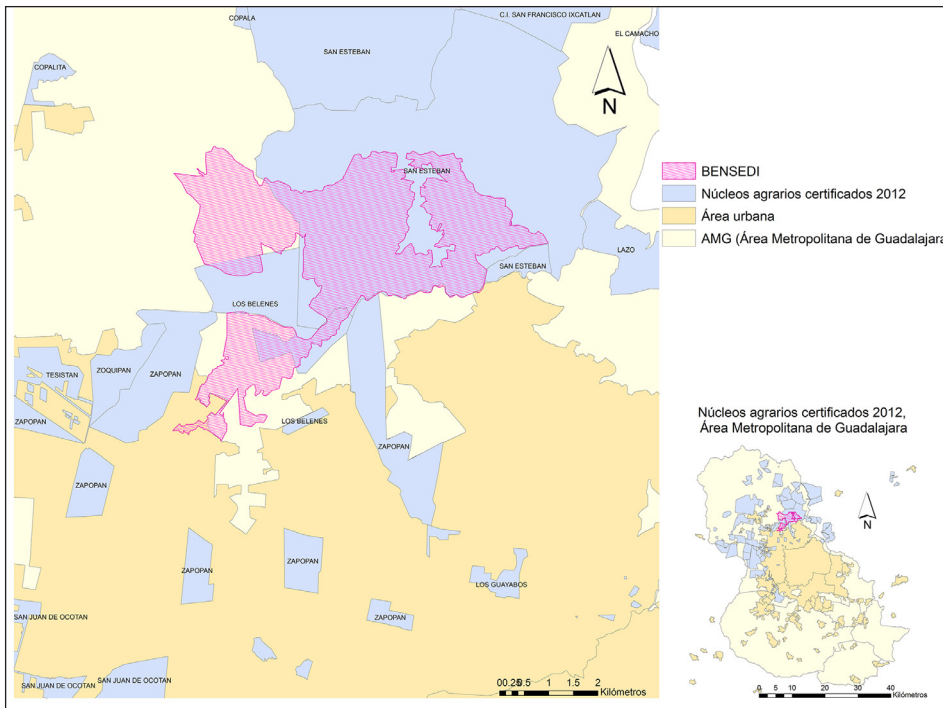 COPALA
C.I. SAN FRANCISCO IXCATLAN
EL CAMACHO
SAN ESTEBAN
COPALITA
N
SAN ESTEBAN
LAZO
SAN ESTEBAN
LOS BELENES
ZOQUIPAN
TESISTAN
ZAPOPAN
ZAPOPAN
LOS BELENES
ZAPOPAN
ZAPOPAN
ZAPOPAN
ZAPOPAN
LOS GUAYABOS
ZAPOPAN
SAN JUAN DE OCOTAN
SAN JUAN DE OCOTAN
SAN JUAN DE OCOTAN
0 0.25 0.5 1 1.5 2
Kilómetros
BENSEDI
Núcleos agrarios certificados 2012
Área urbana
AMG (Área Metropolitana de Guadalajara
Núcleos agrarios certificados 2012,
Área Metropolitana de Guadalajara
N
0 5 10 20 30 40
Kilómetros